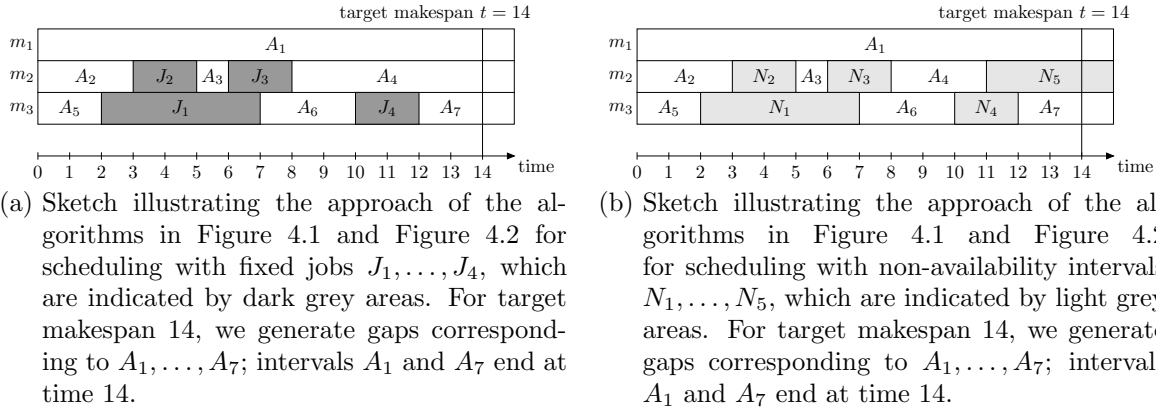 target makespan t = 14
m1 A1
m2 A2 J2 A3 J3 A4
m3 A5 J1 A6 J4 A7
0 1 2 3 4 5 6 7 8 9 10 11 12 13 14 time
(a) Sketch illustrating the approach of the al-
gorithms in Figure 4.1 and Figure 4.2 for
scheduling with fixed jobs J1, . . . , J4, which
are indicated by dark grey areas. For target
makespan 14, we generate gaps correspond-
ing to A1, . . . , A7; intervals A1 and A7 end at
time 14.
target makespan t = 14
m1 A1
m2 A2 N2 A3 N3 A4 N5
m3 A5 N1 A6 N4 A7
0 1 2 3 4 5 6 7 8 9 10 11 12 13 14 time
(b) Sketch illustrating the approach of the al-
gorithms in Figure 4.1 and Figure 4.2
for scheduling with non-availability intervals
N1, . . . , N5, which are indicated by light grey
areas. For target makespan 14, we generate
gaps corresponding to A1, . . . , A7; intervals
A1 and A7 end at time 14.